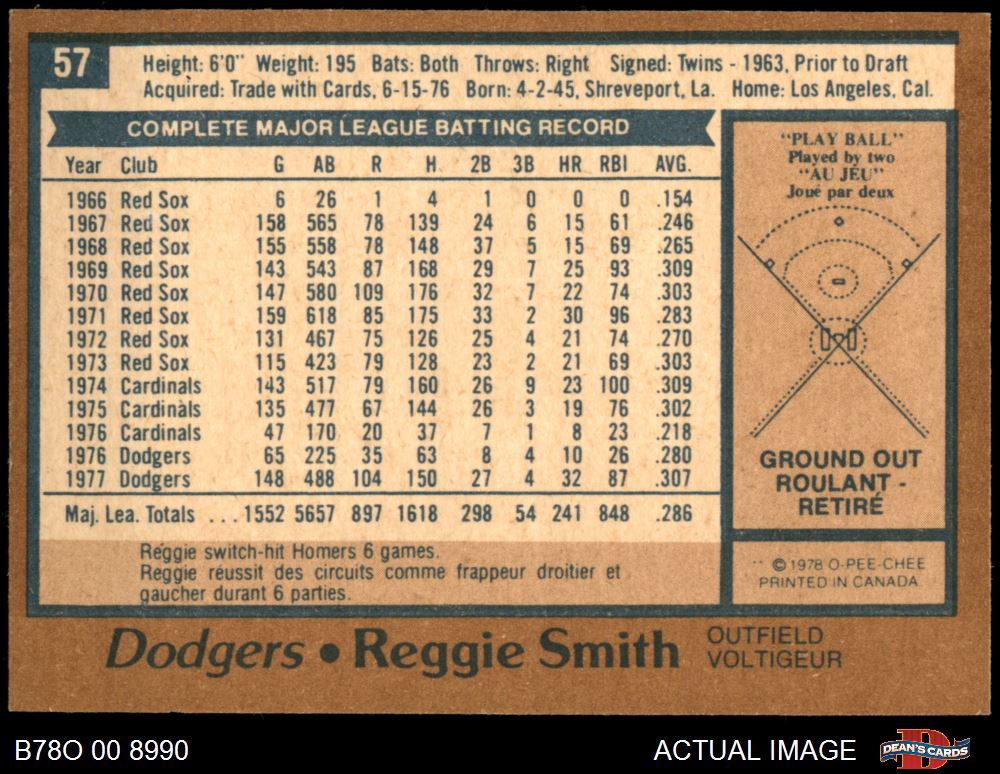 57
Height: 6'0" Weight: 195 Bats: Both Throws: Right Signed: Twins - 1963, Prior to Draft
Acquired: Trade with Cards, 6-15-76 Born: 4-2-45, Shreveport, La. Home: Los Angeles, Cal.
COMPLETE MAJOR LEAGUE BATTING RECORD
Year Club G AB R H 2B 3B HR RBI AVG.
1966 Red Sox 6 26 1 4 1 0 0 0 .154
1967 Red Sox 158 565 78 139 24 6 15 61 .246
1968 Red Sox 155 558 78 148 37 5 15 69 .265
1969 Red Sox 143 543 87 168 29 7 25 93 .309
1970 Red Sox 147 580 109 176 32 7 22 74 .303
1971 Red Sox 159 618 85 175 33 2 30 96 .283
1972 Red Sox 131 467 75 126 25 4 21 74 .270
1973 Red Sox 115 423 79 128 23 2 21 69 .303
1974 Cardinals 143 517 79 160 26 9 23 100 .309
1975 Cardinals 135 477 67 144 26 3 19 76 .302
1976 Cardinals 47 170 20 37 7 1 8 23 .218
1976 Dodgers 65 225 35 63 8 4 10 26 .280
1977 Dodgers 148 488 104 150 27 4 32 87 .307
Maj. Lea. Totals ... 1552 5657 897 1618 298 54 241 848 .286
Reggie switch-hit Homers 6 games.
Reggie réussit des circuits comme frappeur droitier et
gaucher durant 6 parties.
"PLAY BALL"
Played by two
"AU JEU"
Joué par deux
GROUND OUT
ROULANT -
RETIRÉ
© 1978 O-PEE-CHEE
PRINTED IN CANADA
Dodgers • Reggie Smith
OUTFIELD
VOLTIGEUR
B78O 00 8990
ACTUAL IMAGE
DEAN'S CARDS